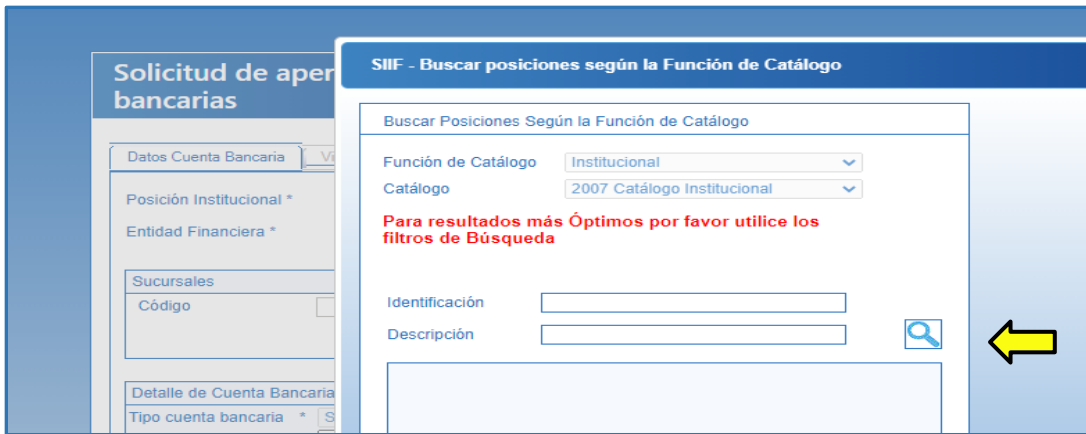 Solicitud de aper
bancarias
Datos Cuenta Bancaria
Vi
Posición Institucional *
Entidad Financiera *
Sucursales
Código
Detalle de Cuenta Bancaria
Tipo cuenta bancaria * S
SIIF - Buscar posiciones según la Función de Catálogo
Buscar Posiciones Según la Función de Catálogo
Función de Catálogo Institucional
Catálogo 2007 Catálogo Institucional
Para resultados más Óptimos por favor utilice los
filtros de Búsqueda
Identificación
Descripción